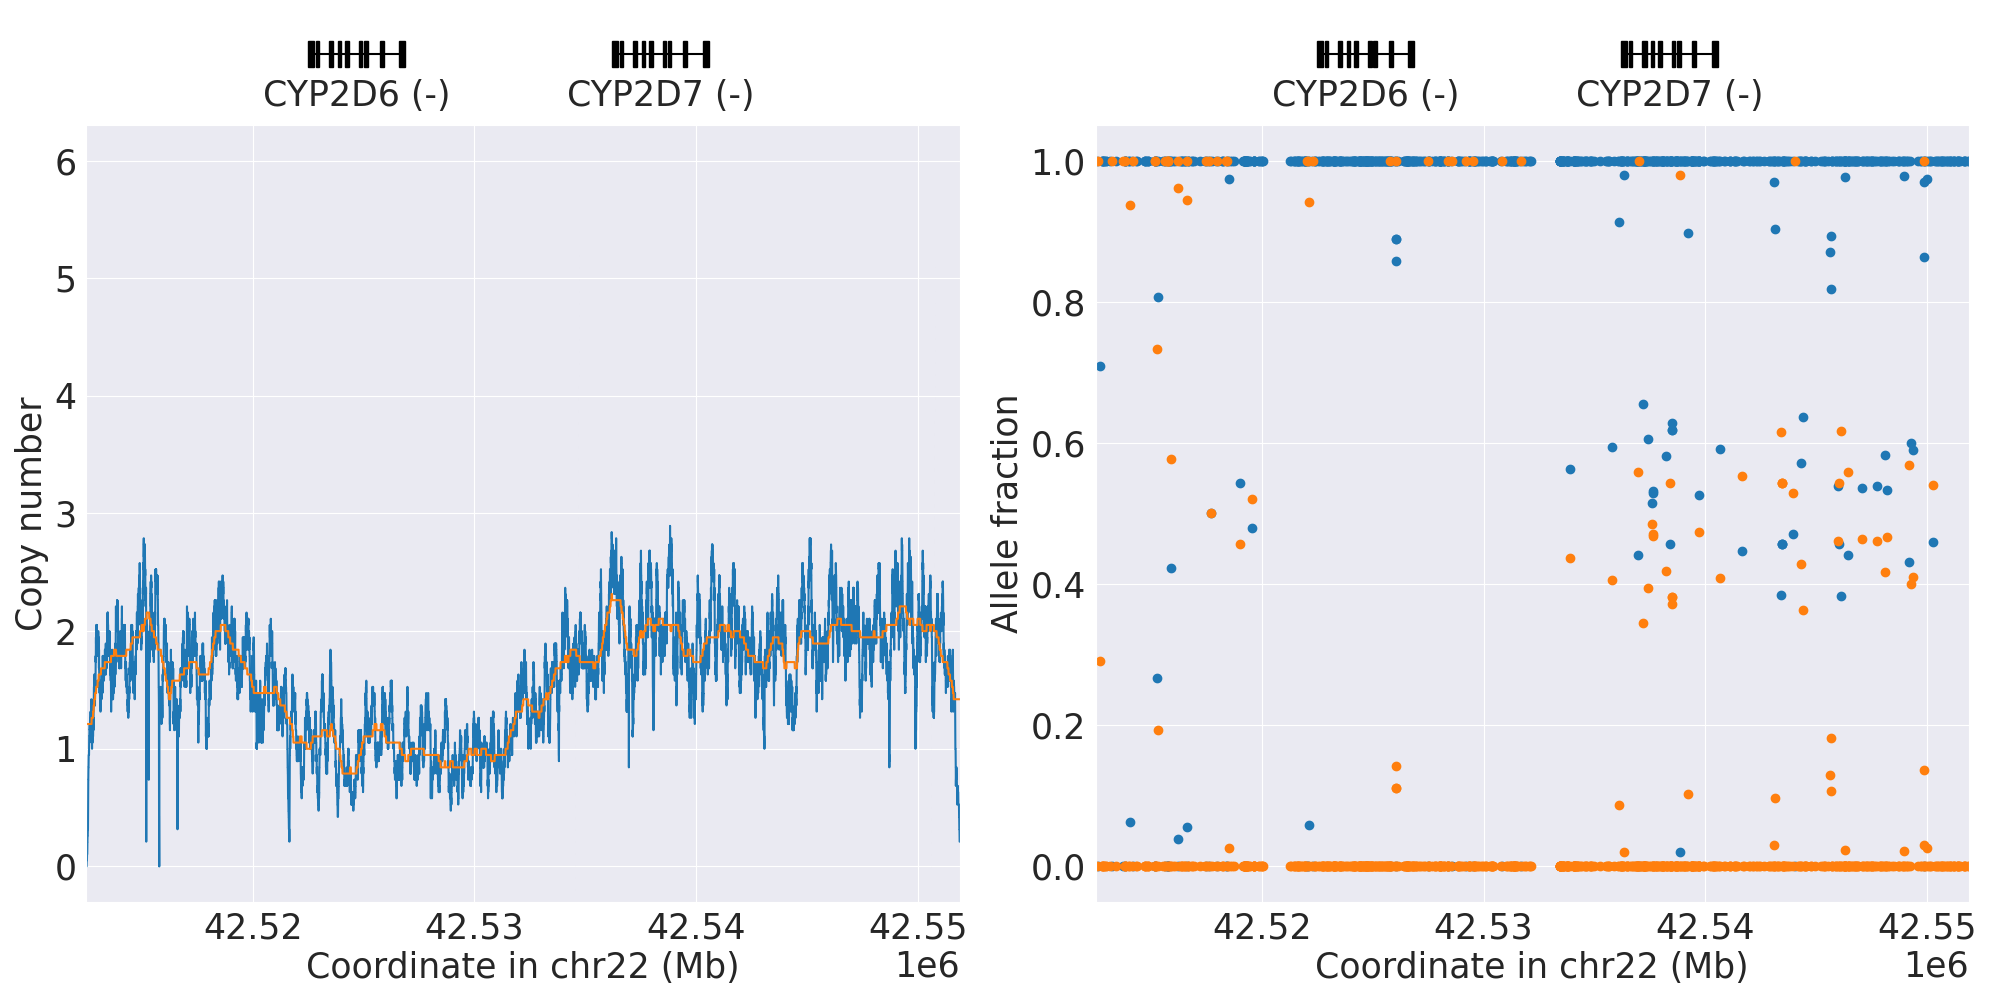 CYP2D6 (-) CYP2D7 (-)
6
5
4
3
2
1
0
Copy number
42.52 42.53 42.54 42.55
Coordinate in chr22 (Mb) 1e6
CYP2D6 (-) CYP2D7 (-)
1.0
0.8
0.6
0.4
0.2
0.0
Allele fraction
42.52 42.53 42.54 42.55
Coordinate in chr22 (Mb) 1e6